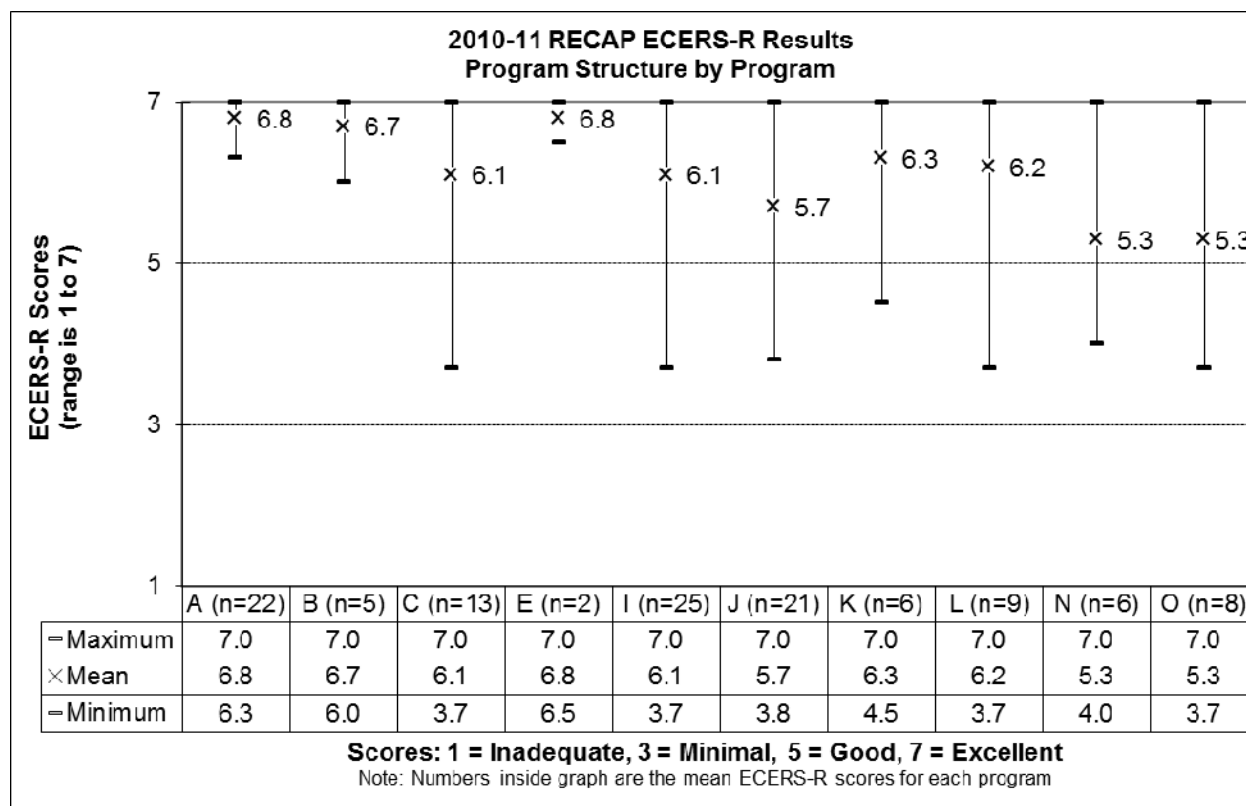 2010-11 RECAP ECERS-R Results
Program Structure by Program
ECERS-R Scores
(range is 1 to 7)
7
5
3
1
6.8
6.7
6.1
6.8
6.1
5.7
6.3
6.2
5.3
5.3
A (n=22) B (n=5) C (n=13) E (n=2) I (n=25) J (n=21) K (n=6) L (n=9) N (n=6) O (n=8)
Maximum 7.0 7.0 7.0 7.0 7.0 7.0 7.0 7.0 7.0 7.0
Mean 6.8 6.7 6.1 6.8 6.1 5.7 6.3 6.2 5.3 5.3
Minimum 6.3 6.0 3.7 6.5 3.7 3.8 4.5 3.7 4.0 3.7
Scores: 1 = Inadequate, 3 = Minimal, 5 = Good, 7 = Excellent
Note: Numbers inside graph are the mean ECERS-R scores for each program